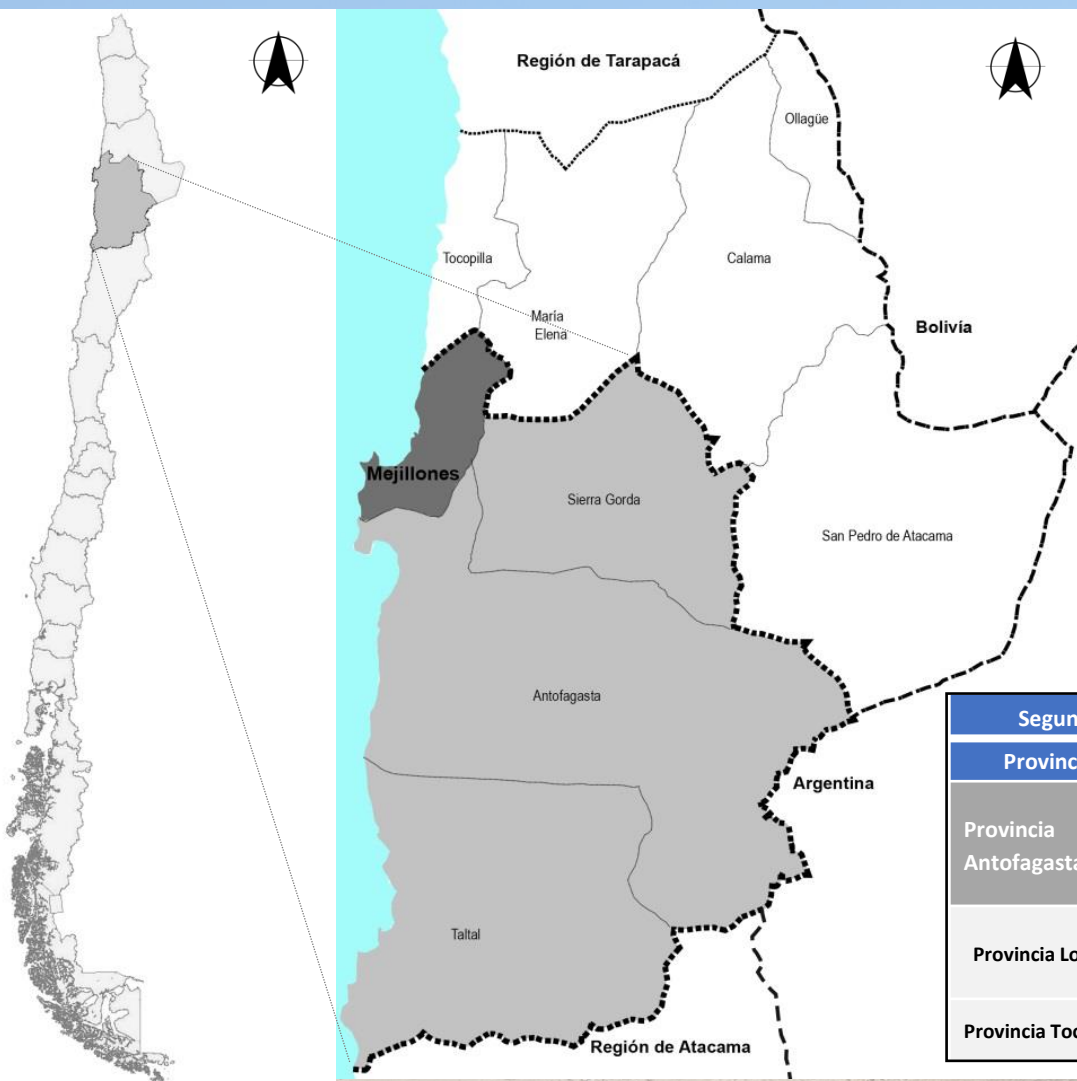 Región de Tarapacá
Ollagüe
Tocopilla
Calama
María
Elena
Bolivía
Mejillones
Sierra Gorda
San Pedro de Atacama
Antofagasta
Argentina
Taltal
Región de Atacama
Segun
Provinc
Provincia
Antofagasta
Provincia Lo
Provincia Toc